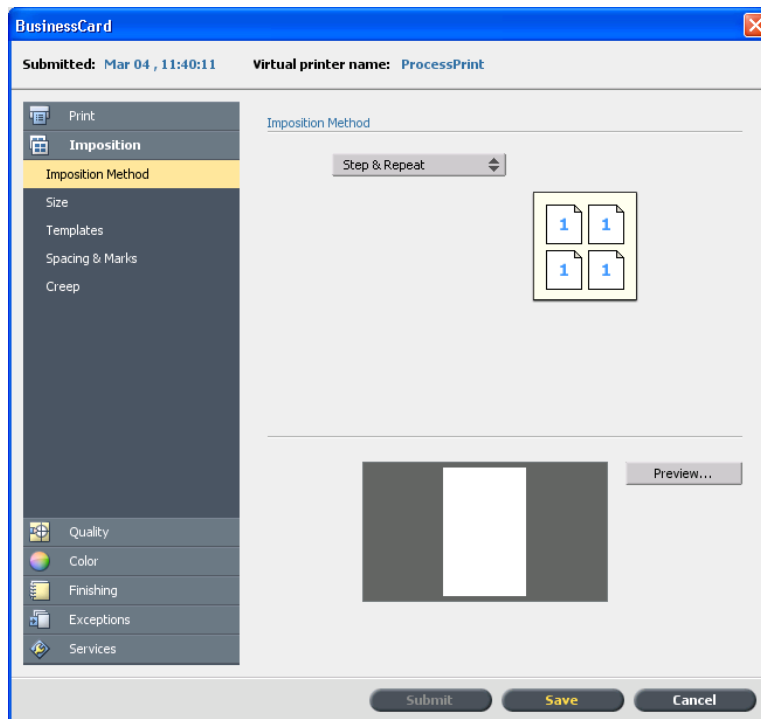 BusinessCard
Submitted: Mar 04 , 11:40:11 Virtual printer name: ProcessPrint
Print
Imposition
Imposition Method
Size
Templates
Spacing & Marks
Creep
Quality
Color
Finishing
Exceptions
Services
Imposition Method
Step & Repeat
1 1
1 1
Preview...
Submit Save Cancel